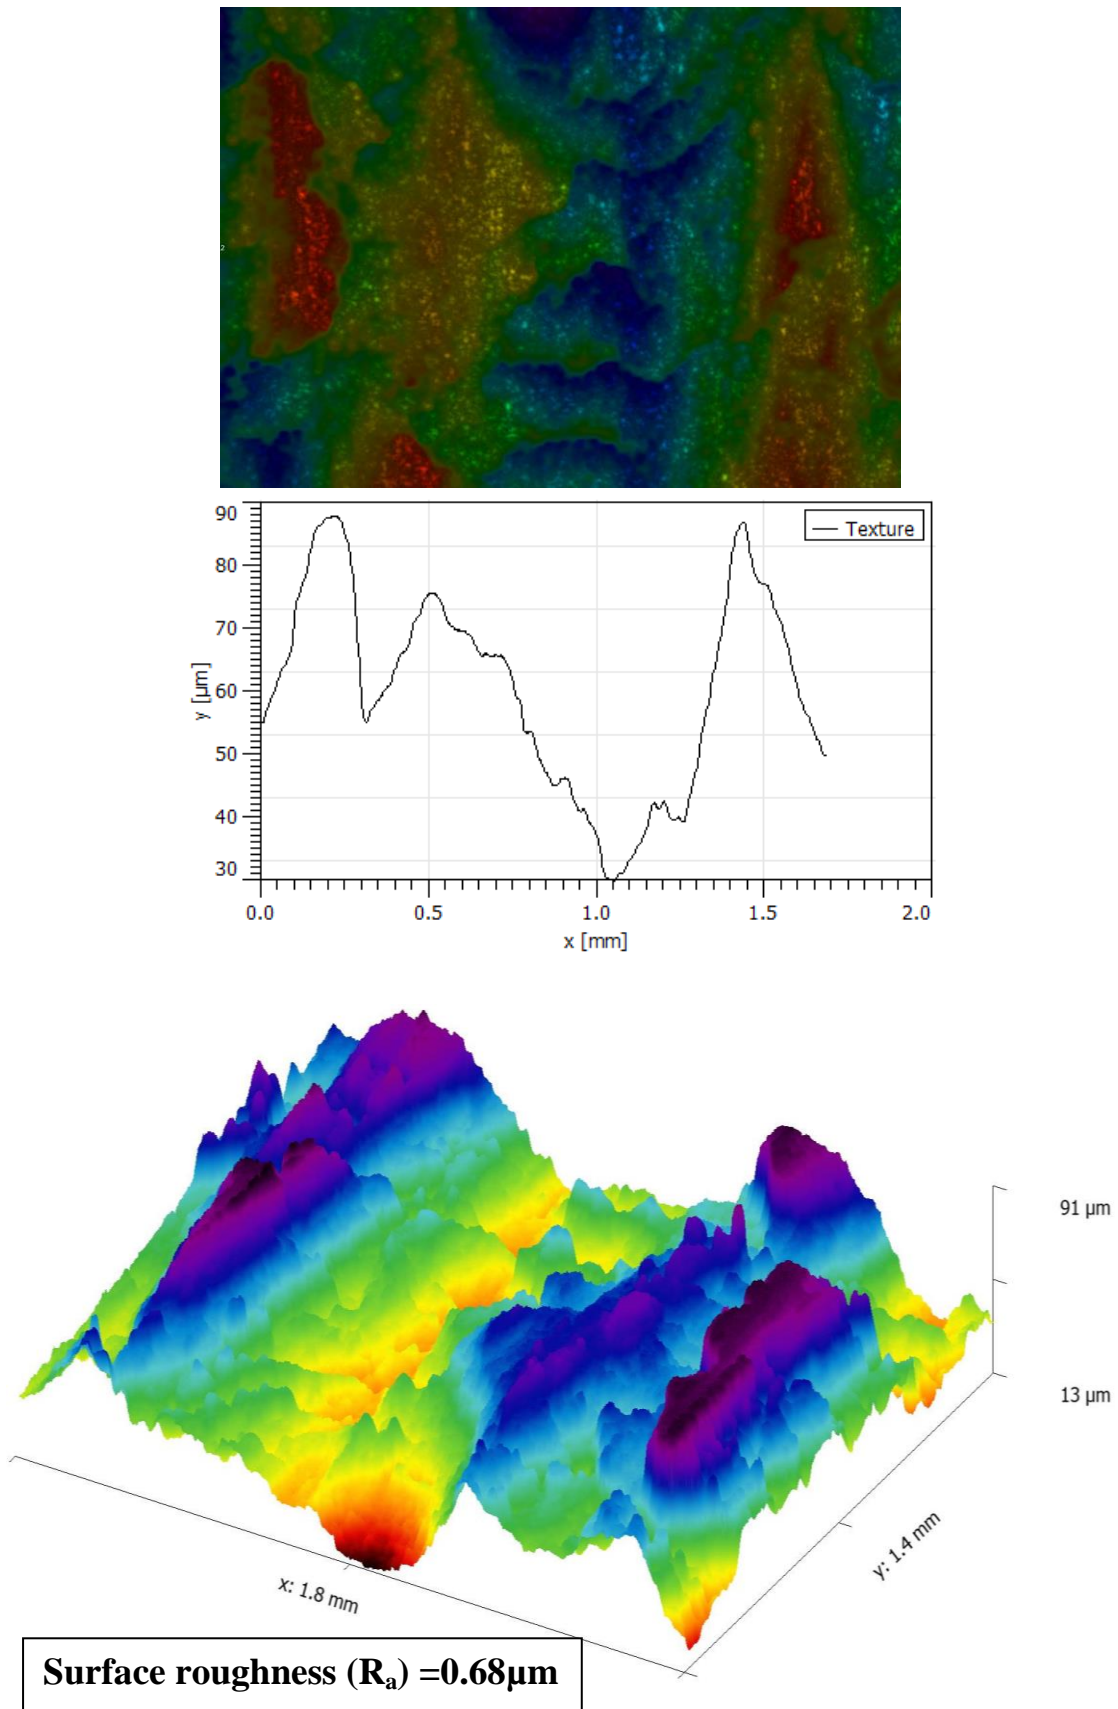 2
90
80
70
60
50
40
30
y [µm]
Texture
0.0 0.5 1.0 1.5 2.0
x [mm]
91 µm
13 µm
y: 1.4 mm
x: 1.8 mm
Surface roughness (Ra) =0.68µm